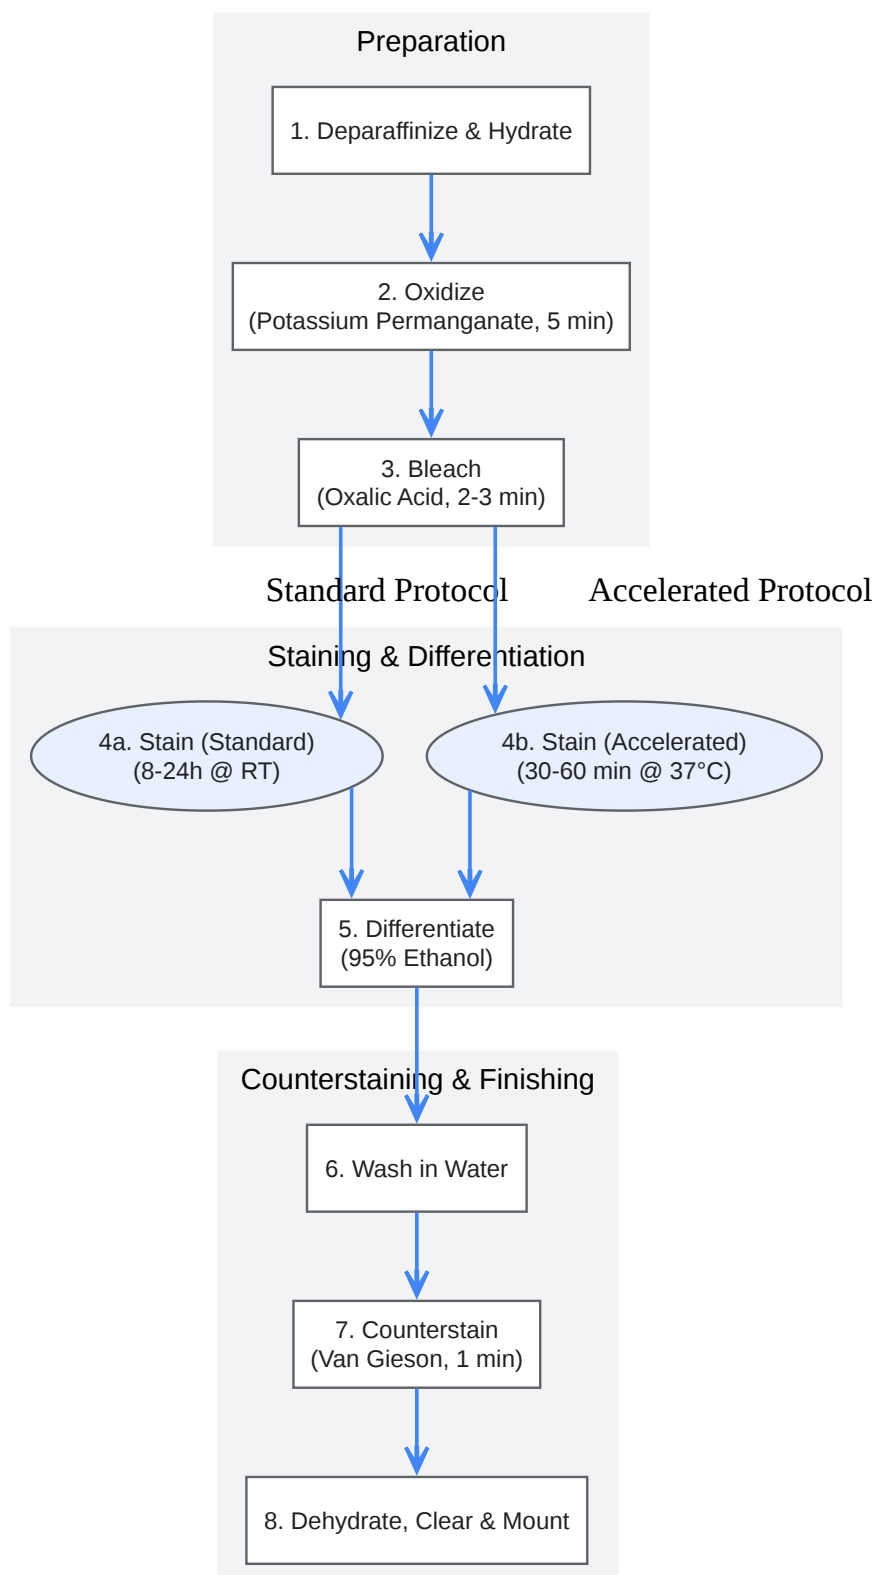 Preparation
1. Deparaffinize & Hydrate
2. Oxidize
(Potassium Permanganate, 5 min)
3. Bleach
(Oxalic Acid, 2-3 min)
Standard Protocol
Accelerated Protocol
Staining & Differentiation
4a. Stain (Standard)
(8-24h @ RT)
4b. Stain (Accelerated)
(30-60 min @ 37°C)
5. Differentiate
(95% Ethanol)
Counterstaining & Finishing
6. Wash in Water
7. Counterstain
(Van Gieson, 1 min)
8. Dehydrate, Clear & Mount